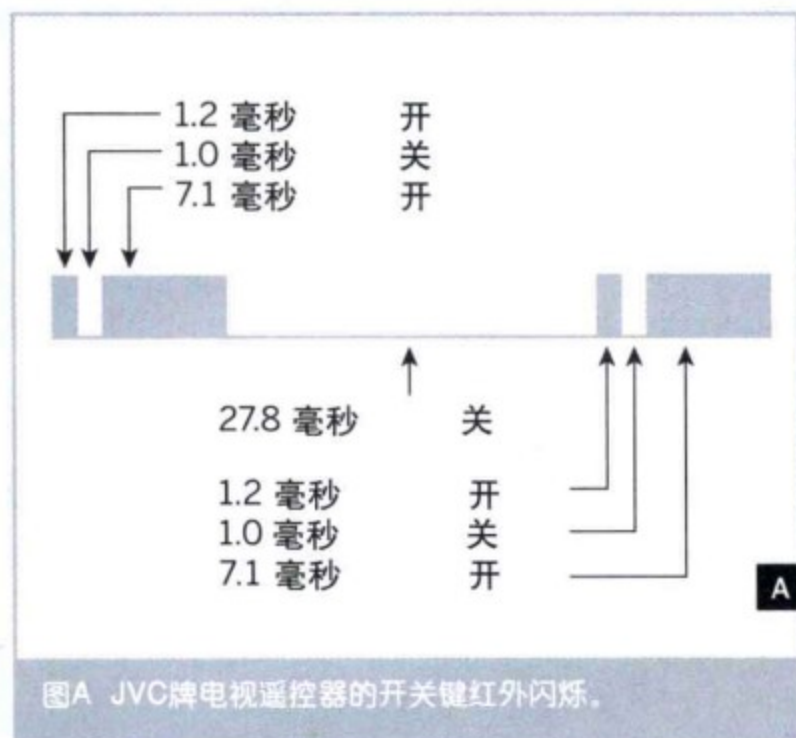 1.2 毫秒 开
1.0 毫秒 关
7.1 毫秒 开
27.8 毫秒 关
1.2 毫秒 开
1.0 毫秒 关
7.1 毫秒 开
A
图A JVC牌电视遥控器的开关键红外闪烁。